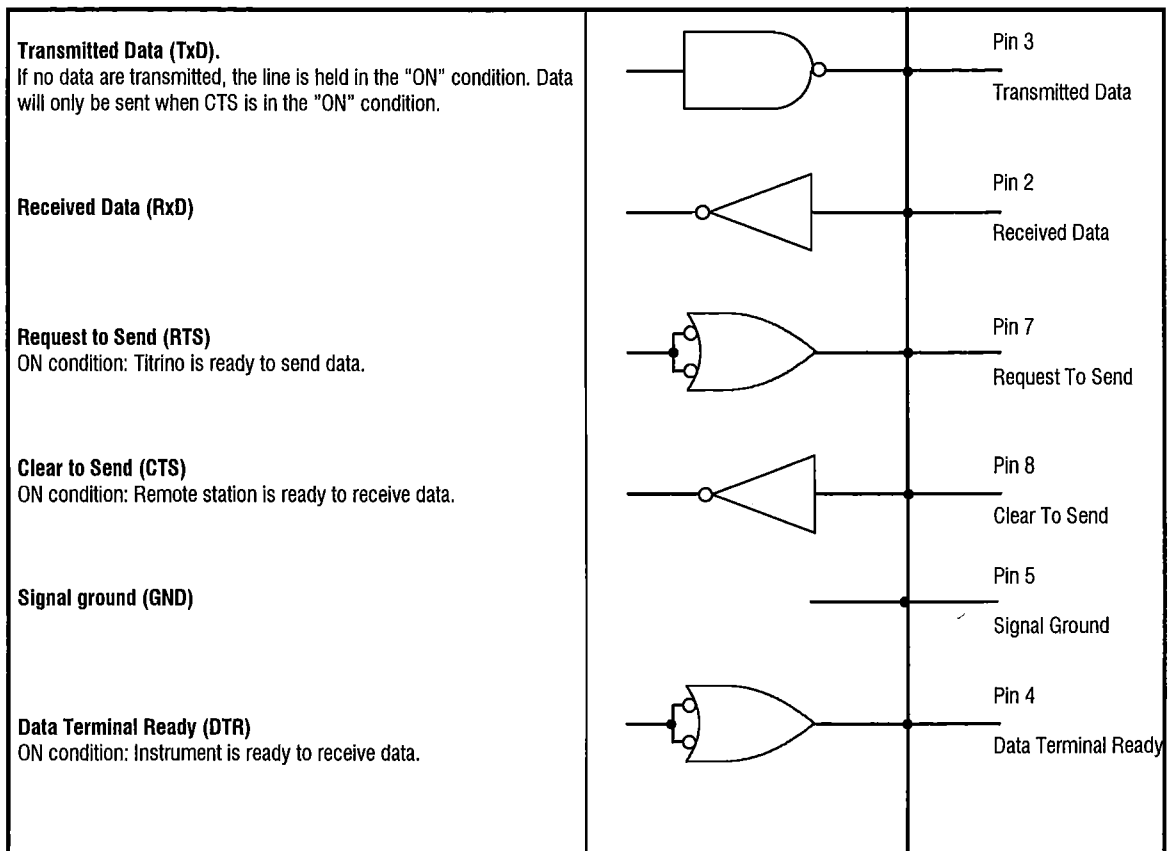 Transmitted Data (TxD).
If no data are transmitted, the line is held in the "ON" condition. Data
will only be sent when CTS is in the "ON" condition.
Pin 3
Transmitted Data
Received Data (RxD)
Pin 2
Received Data
Request to Send (RTS)
ON condition: Titrino is ready to send data.
Pin 7
Request To Send
Clear to Send (CTS)
ON condition: Remote station is ready to receive data.
Pin 8
Clear To Send
Signal ground (GND)
Pin 5
Signal Ground
Data Terminal Ready (DTR)
ON condition: Instrument is ready to receive data.
Pin 4
Data Terminal Ready